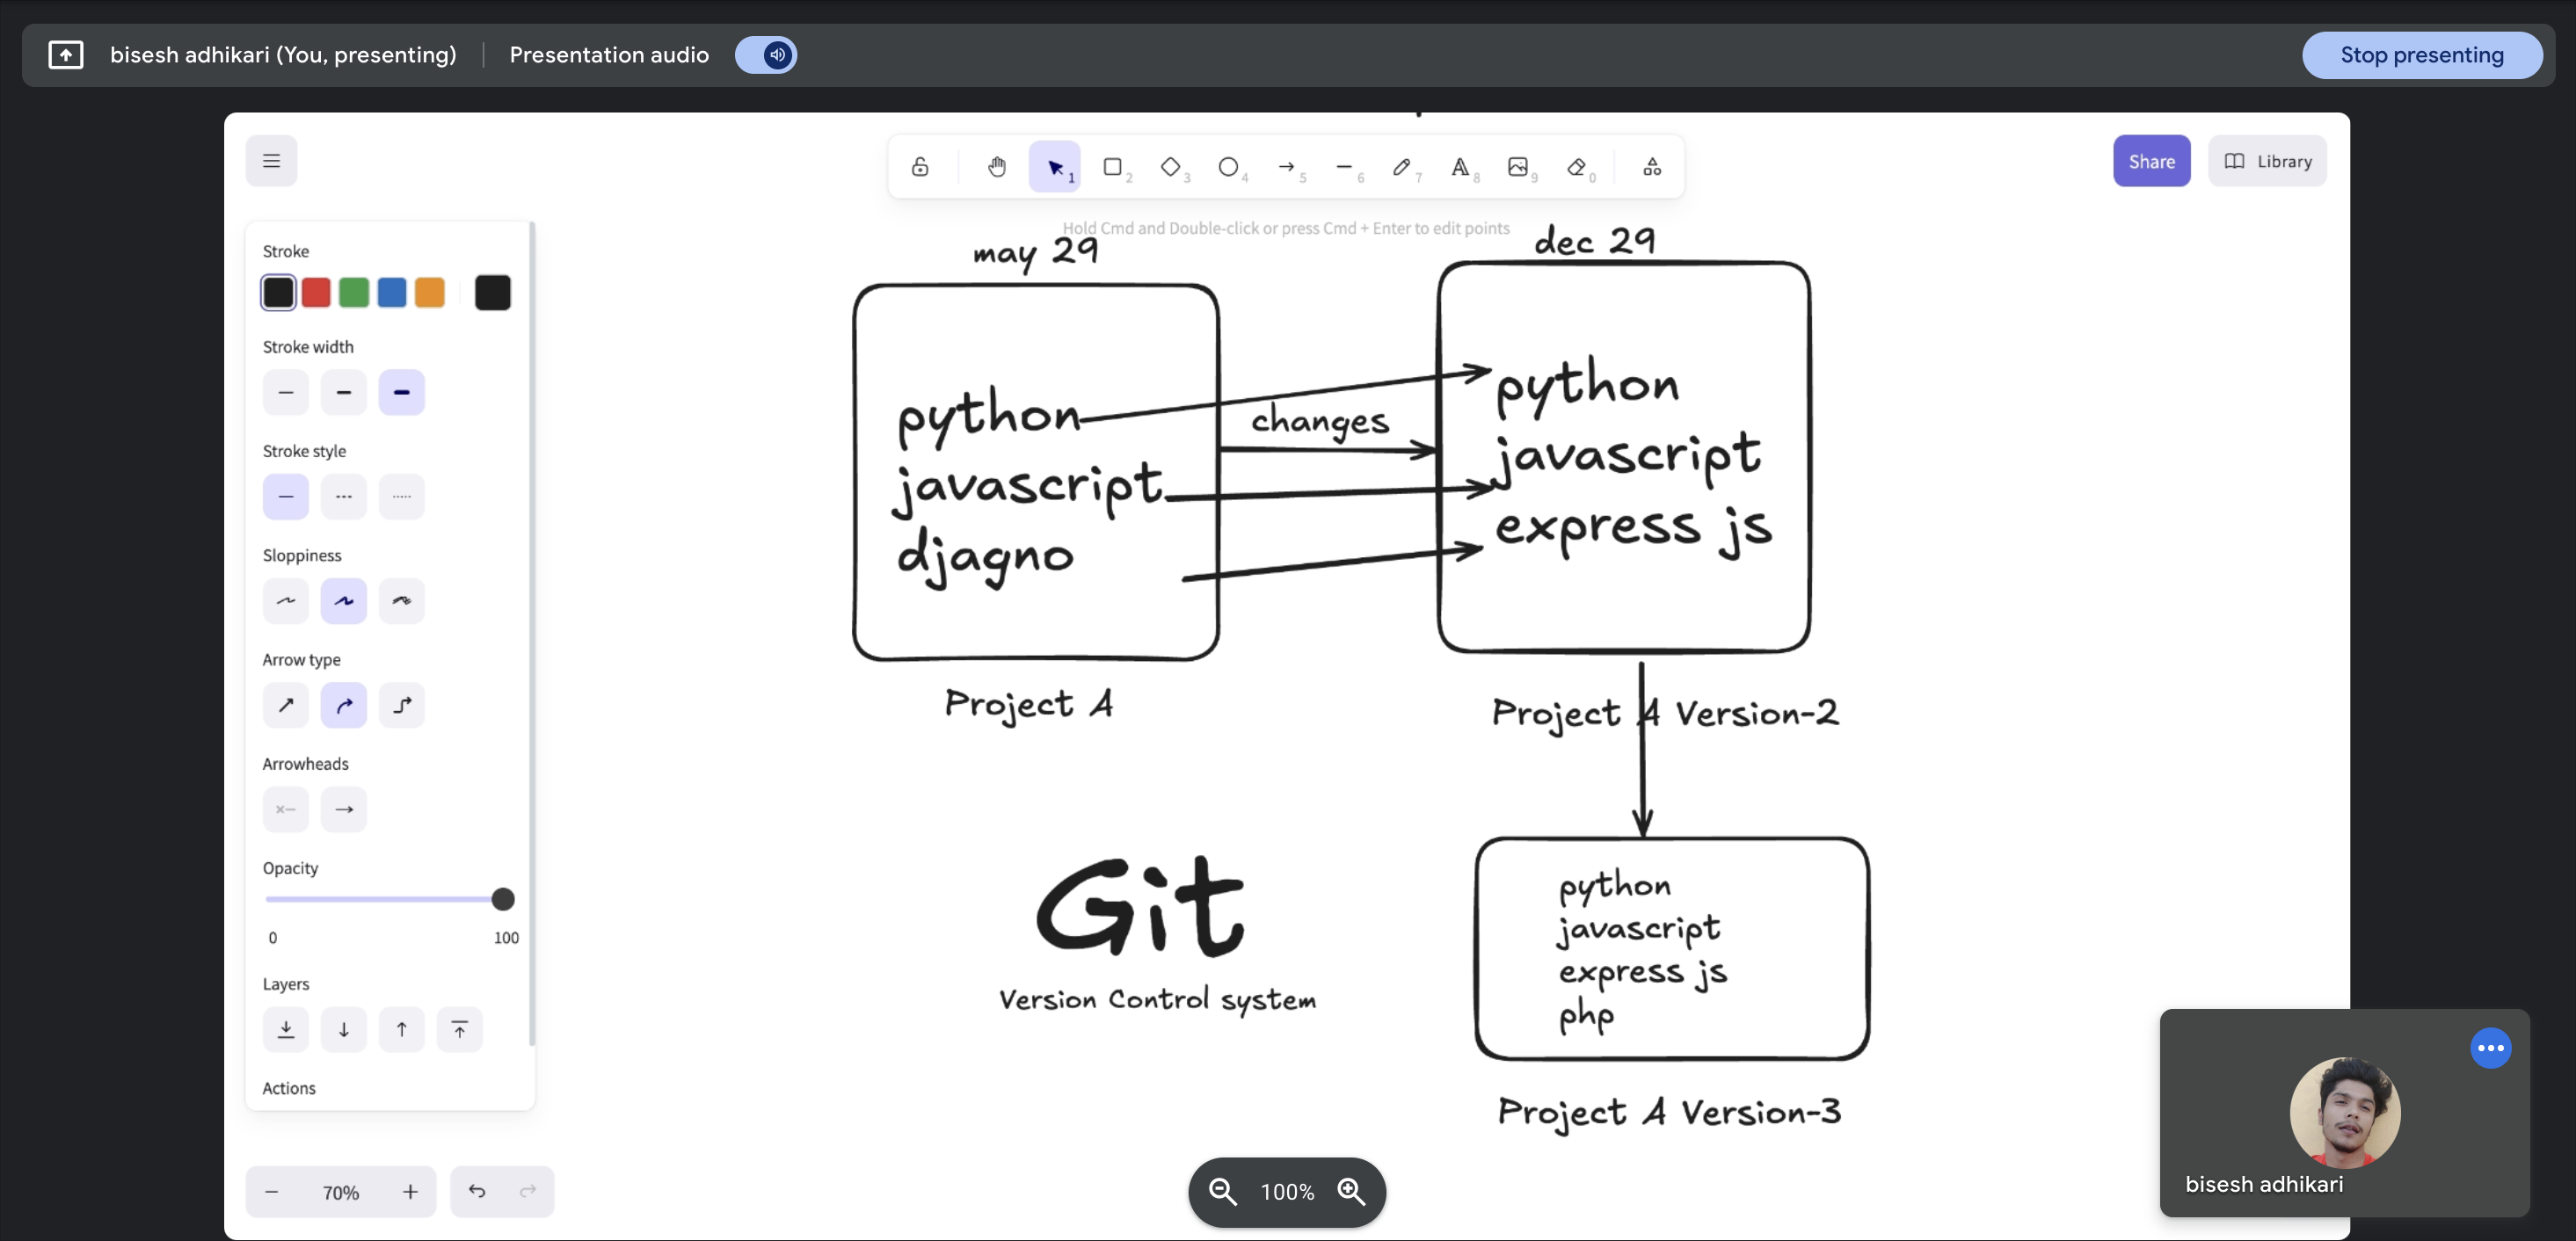 bisesh adhikari (You, presenting)
Presentation audio
Stop presenting
1
2
3
4
5
6
7
A 8
9
0
Share
Library
Hold Cmd and Double-click or press Cmd + Enter to edit points
Stroke
Stroke width
Stroke style
Sloppiness
Arrow type
Arrowheads
Opacity
0
100
Layers
Actions
70%
may 29
python
javascript
djagno
Project A
changes
dec 29
python
javascript
express js
Project A Version-2
Git
Version Control system
python
javascript
express js
php
Project A Version-3
100%
bisesh adhikari